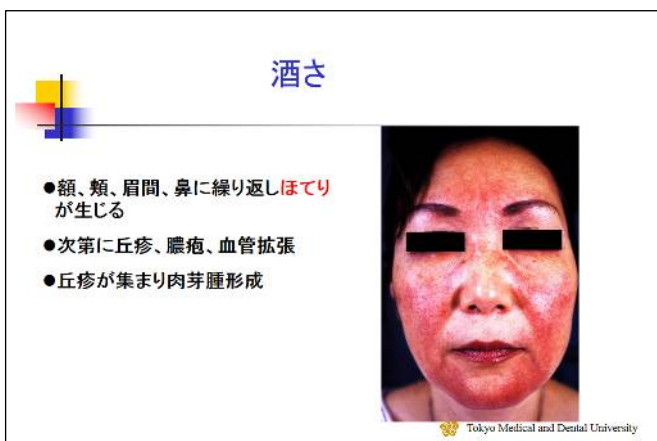 酒さ
●額、頬、眉間、鼻に繰り返しほてり
が生じる
●次第に丘疹、膿疱、血管拡張
●丘疹が集まり肉芽腫形成
Tokyo Medical and Dental University